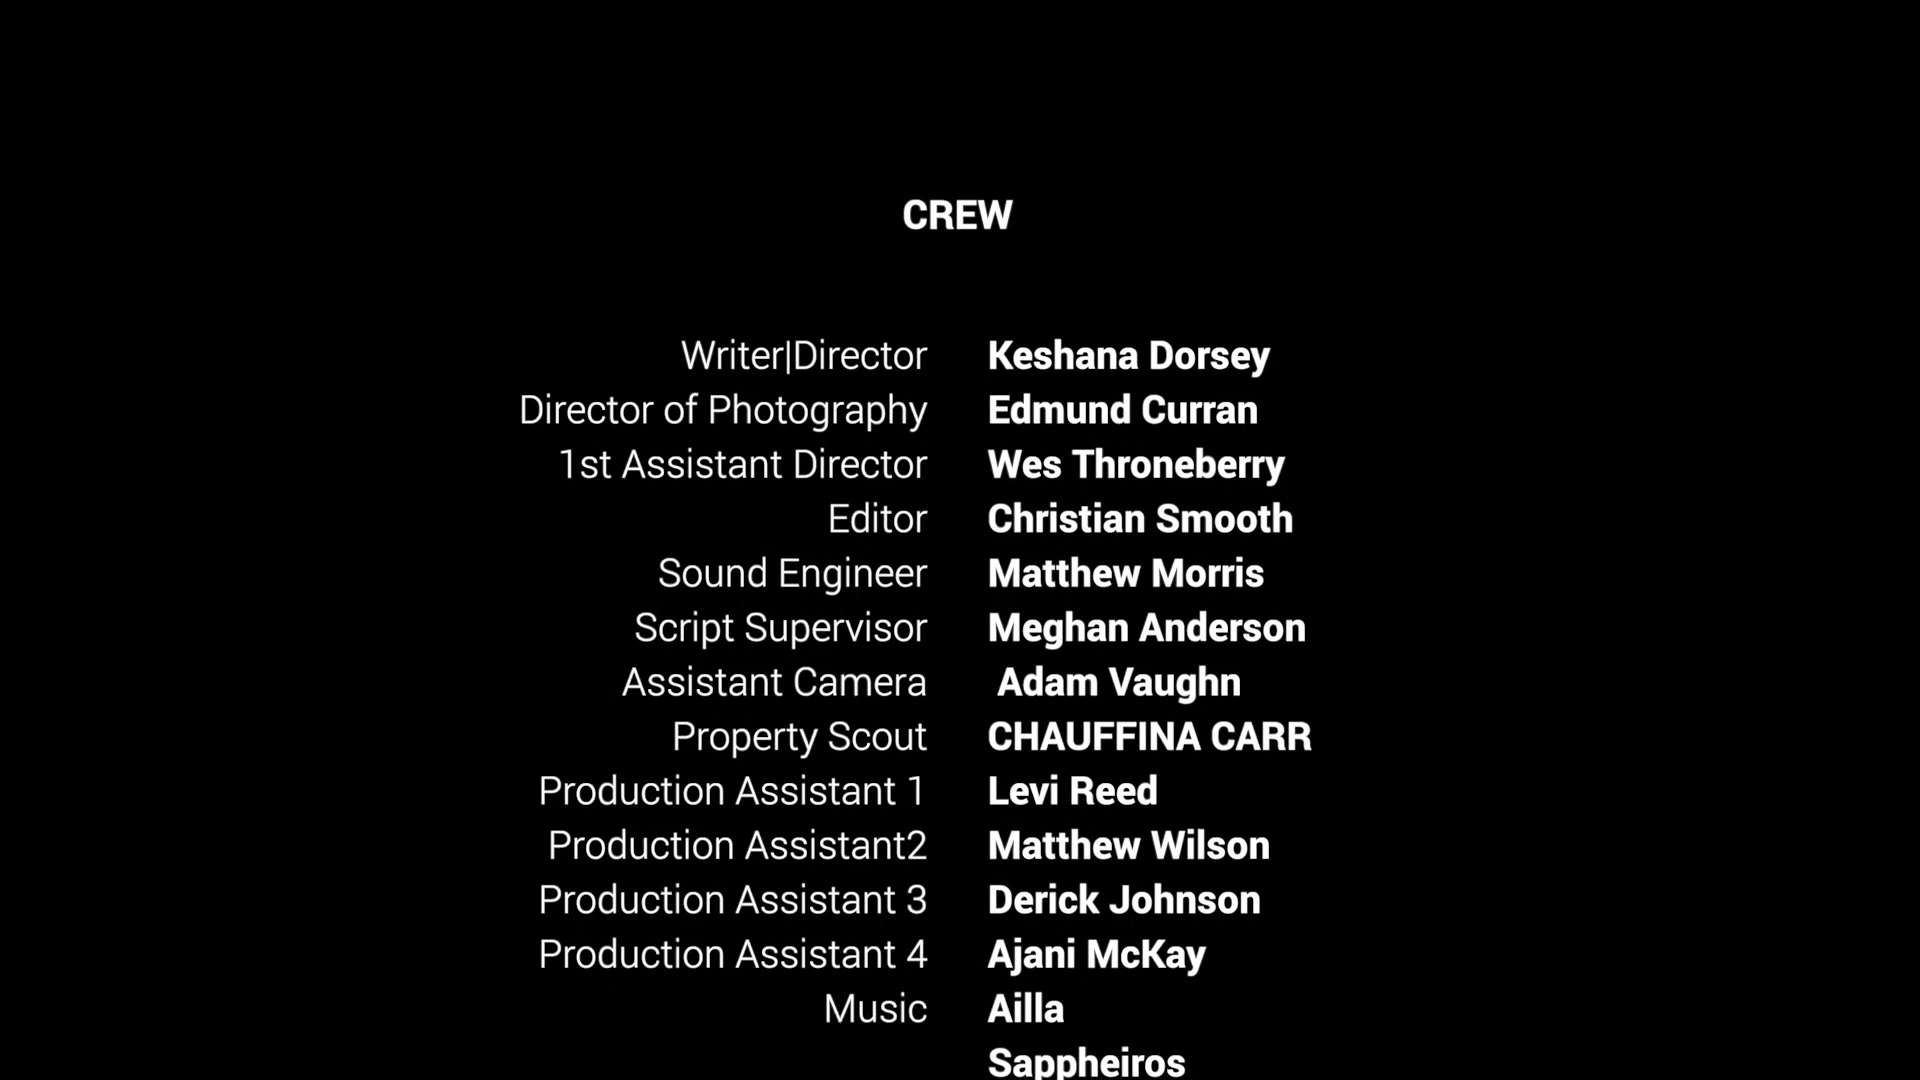 CREW
Writer|Director Keshana Dorsey
Director of Photography Edmund Curran
1st Assistant Director Wes Throneberry
Editor Christian Smooth
Sound Engineer Matthew Morris
Script Supervisor Meghan Anderson
Assistant Camera Adam Vaughn
Property Scout CHAUFFINA CARR
Production Assistant 1 Levi Reed
Production Assistant2 Matthew Wilson
Production Assistant 3 Derick Johnson
Production Assistant 4 Ajani McKay
Music Ailla
Sappheiros